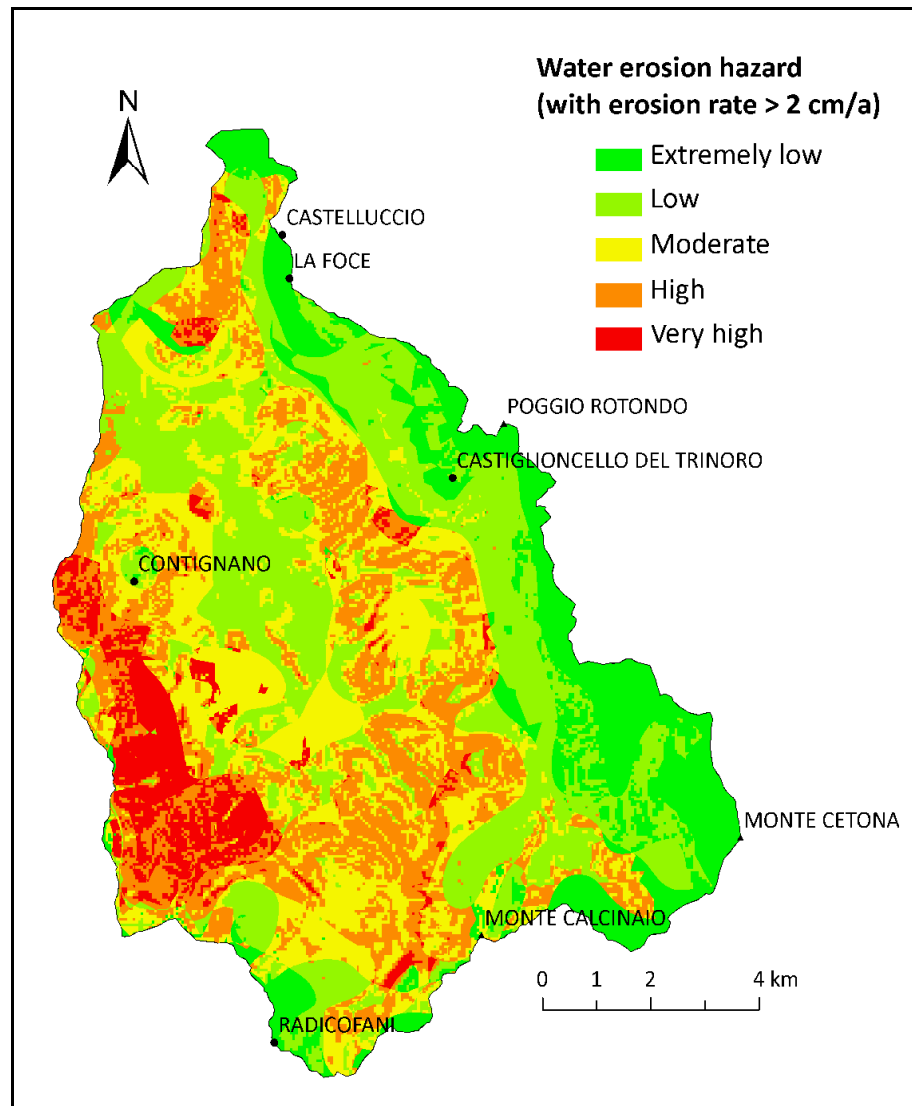 Water erosion hazard
(with erosion rate > 2 cm/a)
N
Extremely low
Low
Moderate
High
Very high
CASTELLUCCIO
LA FOCE
POGGIO ROTONDO
CASTIGLIONCELLO DEL TRINORO
CONTIGNANO
MONTE CETONA
MONTE CALCINAIO
0 1 2 4 km
RADICOFANI